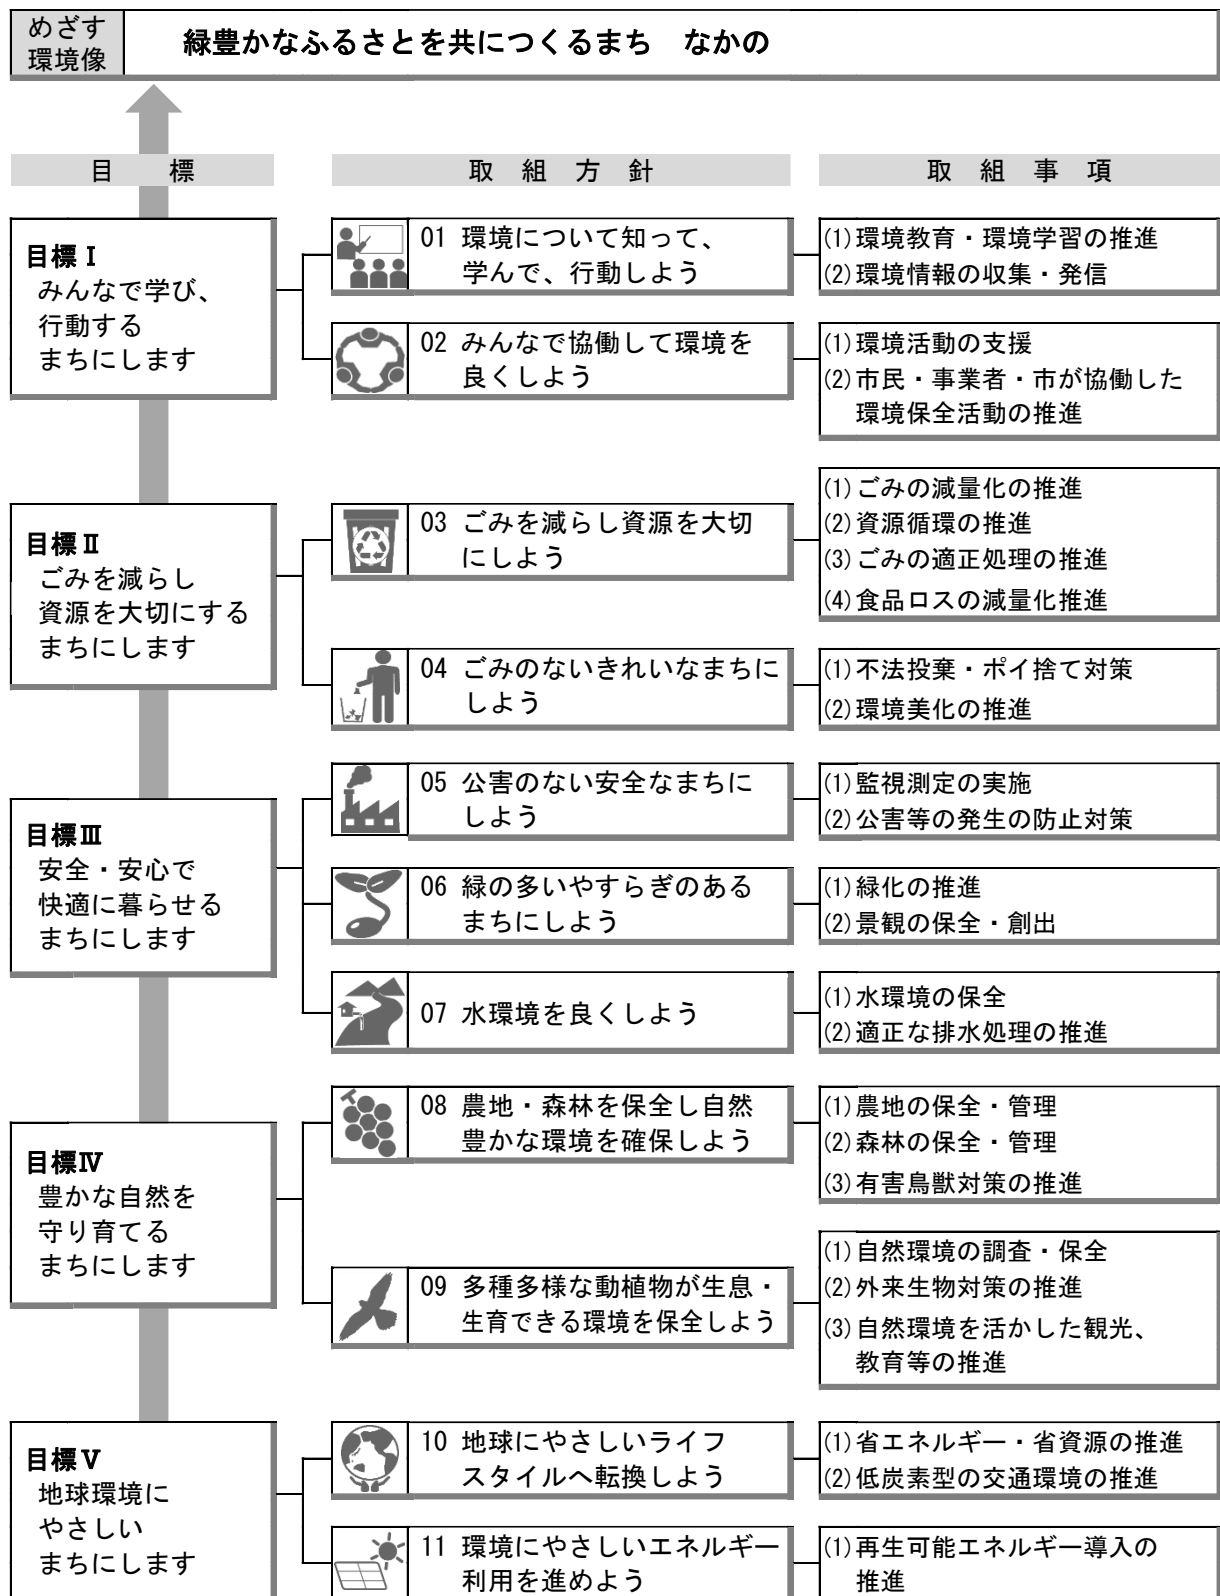 めざす
環境像
緑豊かなふるさとを共につくるまち　なかの
目　標
取　組　方　針
取　組　事　項
目標Ⅰ
みんなで学び、
行動する
まちにします
01 環境について知って、
学んで、行動しよう
(1)環境教育・環境学習の推進
(2)環境情報の収集・発信
02 みんなで協働して環境を
良くしよう
(1)環境活動の支援
(2)市民・事業者・市が協働した
環境保全活動の推進
目標Ⅱ
ごみを減らし
資源を大切にする
まちにします
03 ごみを減らし資源を大切
にしよう
(1)ごみの減量化の推進
(2)資源循環の推進
(3)ごみの適正処理の推進
(4)食品ロスの減量化推進
04 ごみのないきれいなまちに
しよう
(1)不法投棄・ポイ捨て対策
(2)環境美化の推進
目標Ⅲ
安全・安心で
快適に暮らせる
まちにします
05 公害のない安全なまちに
しよう
(1)監視測定の実施
(2)公害等の発生の防止対策
06 緑の多いやすらぎのある
まちにしよう
(1)緑化の推進
(2)景観の保全・創出
07 水環境を良くしよう
(1)水環境の保全
(2)適正な排水処理の推進
目標Ⅳ
豊かな自然を
守り育てる
まちにします
08 農地・森林を保全し自然
豊かな環境を確保しよう
(1)農地の保全・管理
(2)森林の保全・管理
(3)有害鳥獣対策の推進
09 多種多様な動植物が生息・
生育できる環境を保全しよう
(1)自然環境の調査・保全
(2)外来生物対策の推進
(3)自然環境を活かした観光、
教育等の推進
目標Ⅴ
地球環境に
やさしい
まちにします
10 地球にやさしいライフ
スタイルへ転換しよう
(1)省エネルギー・省資源の推進
(2)低炭素型の交通環境の推進
11 環境にやさしいエネルギー
利用を進めよう
(1)再生可能エネルギー導入の
推進